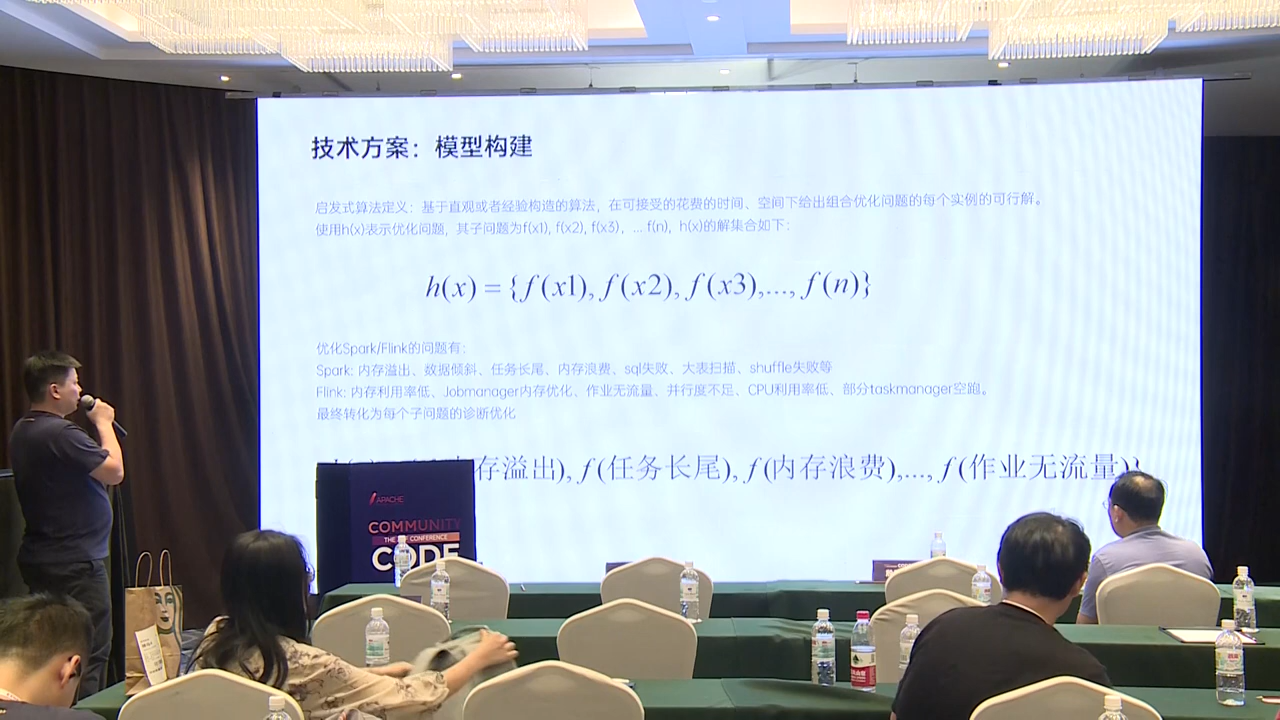 技术方案：模型构建
启发式算法定义：基于直观或者经验构造的算法，在可接受的花费的时间、空间下给出组合优化问题的每个实例的可行解。
使用h(x)表示优化问题, 其子问题为f(x1), f(x2), f(x3)，... f(n)，h(x)的解集合如下：
h(x) = {f(x1), f(x2), f(x3),..., f(n)}
优化Spark/Flink的问题有：
Spark: 内存溢出、数据倾斜、任务长尾、内存浪费、sql失败、大表扫描、shuffle失败等
Flink: 内存利用率低、Jobmanager内存优化、作业无流量、并行度不足、CPU利用率低、部分taskmanager空跑。
最终转化为每个子问题的诊断优化
存溢出), f(任务长尾), f(内存浪费),..., f(作业无流量)}
APACHE
COMMUNITY
THE ASF CONFERENCE
CODE